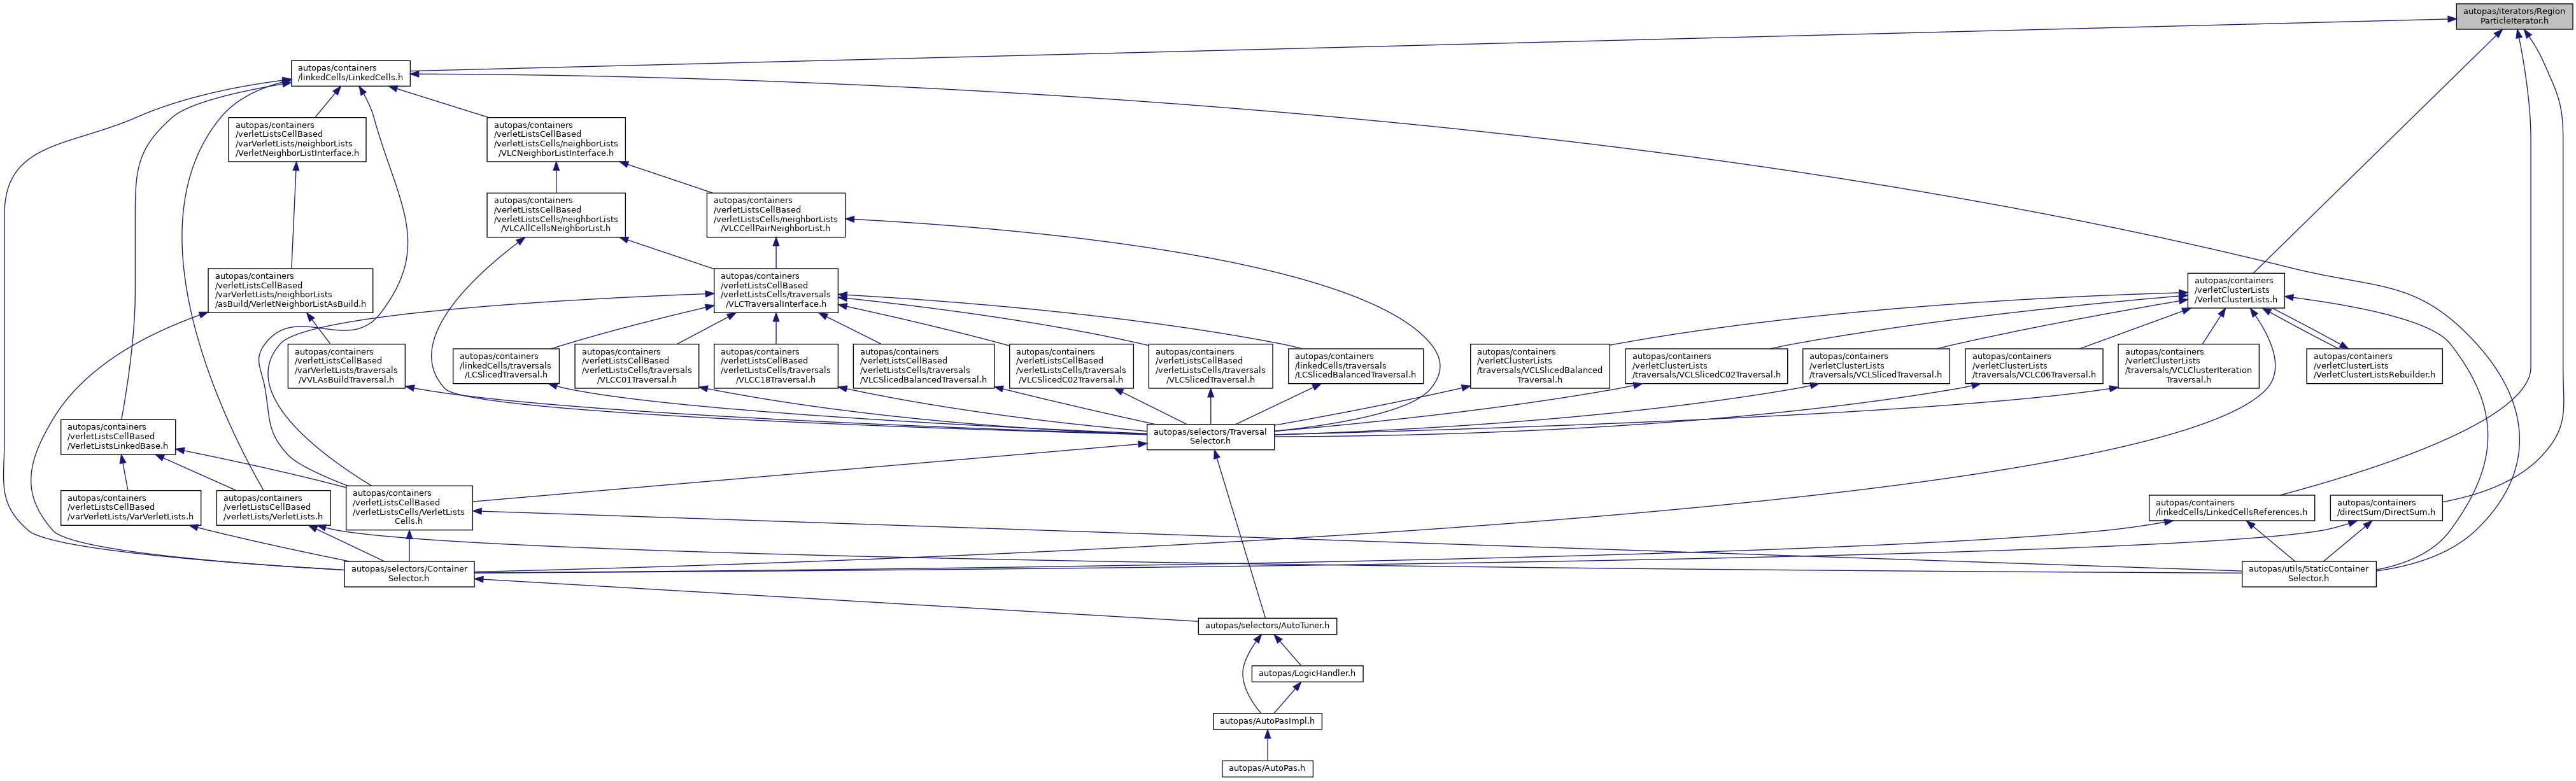 autopas/iterators/Region
ParticleIterator.h
autopas/containers
/linkedCells/LinkedCells.h
autopas/containers
/verletListsCellBased
/varVerletLists/neighborLists
/VerletNeighborListInterface.h
autopas/containers
/verletListsCellBased
/verletListsCells/neighborLists
/VLCNeighborListInterface.h
autopas/containers
/verletListsCellBased
/verletListsCells/neighborLists
/VLCAllCellsNeighborList.h
autopas/containers
/verletListsCellBased
/verletListsCells/neighborLists
/VLCCellPairNeighborList.h
autopas/containers
/verletListsCellBased
/varVerletLists/neighborLists
/asBuild/VerletNeighborListAsBuild.h
autopas/containers
/verletListsCellBased
/verletListsCells/traversals
/VLCTraversalInterface.h
autopas/containers
/verletClusterLists
/VerletClusterLists.h
autopas/containers
/verletListsCellBased
/varVerletLists/traversals
/VVLAsBuildTraversal.h
autopas/containers
/linkedCells/traversals
/LCSlicedTraversal.h
autopas/containers
/verletListsCellBased
/verletListsCells/traversals
/VLCC01Traversal.h
autopas/containers
/verletListsCellBased
/verletListsCells/traversals
/VLCC18Traversal.h
autopas/containers
/verletListsCellBased
/verletListsCells/traversals
/VLCSlicedBalancedTraversal.h
autopas/containers
/verletListsCellBased
/verletListsCells/traversals
/VLCSlicedC02Traversal.h
autopas/containers
/verletListsCellBased
/verletListsCells/traversals
/VLCSlicedTraversal.h
autopas/containers
/linkedCells/traversals
/LCSlicedBalancedTraversal.h
autopas/containers
/verletClusterLists
/traversals/VCLSlicedBalanced
Traversal.h
autopas/containers
/verletClusterLists
/traversals/VCLSlicedC02Traversal.h
autopas/containers
/verletClusterLists
/traversals/VCLSlicedTraversal.h
autopas/containers
/verletClusterLists
/traversals/VCLC06Traversal.h
autopas/containers
/verletClusterLists
/traversals/VCLClusterIteration
Traversal.h
autopas/containers
/verletClusterLists
/VerletClusterListsRebuilder.h
autopas/containers
/verletListsCellBased
/VerletListsLinkedBase.h
autopas/selectors/Traversal
Selector.h
autopas/containers
/verletListsCellBased
/varVerletLists/VarVerletLists.h
autopas/containers
/verletListsCellBased
/verletLists/VerletLists.h
autopas/containers
/verletListsCellBased
/verletListsCells/VerletLists
Cells.h
autopas/containers
/linkedCells/LinkedCellsReferences.h
autopas/containers
/directSum/DirectSum.h
autopas/selectors/Container
Selector.h
autopas/utils/StaticContainer
Selector.h
autopas/selectors/AutoTuner.h
autopas/LogicHandler.h
autopas/AutoPasImpl.h
autopas/AutoPas.h